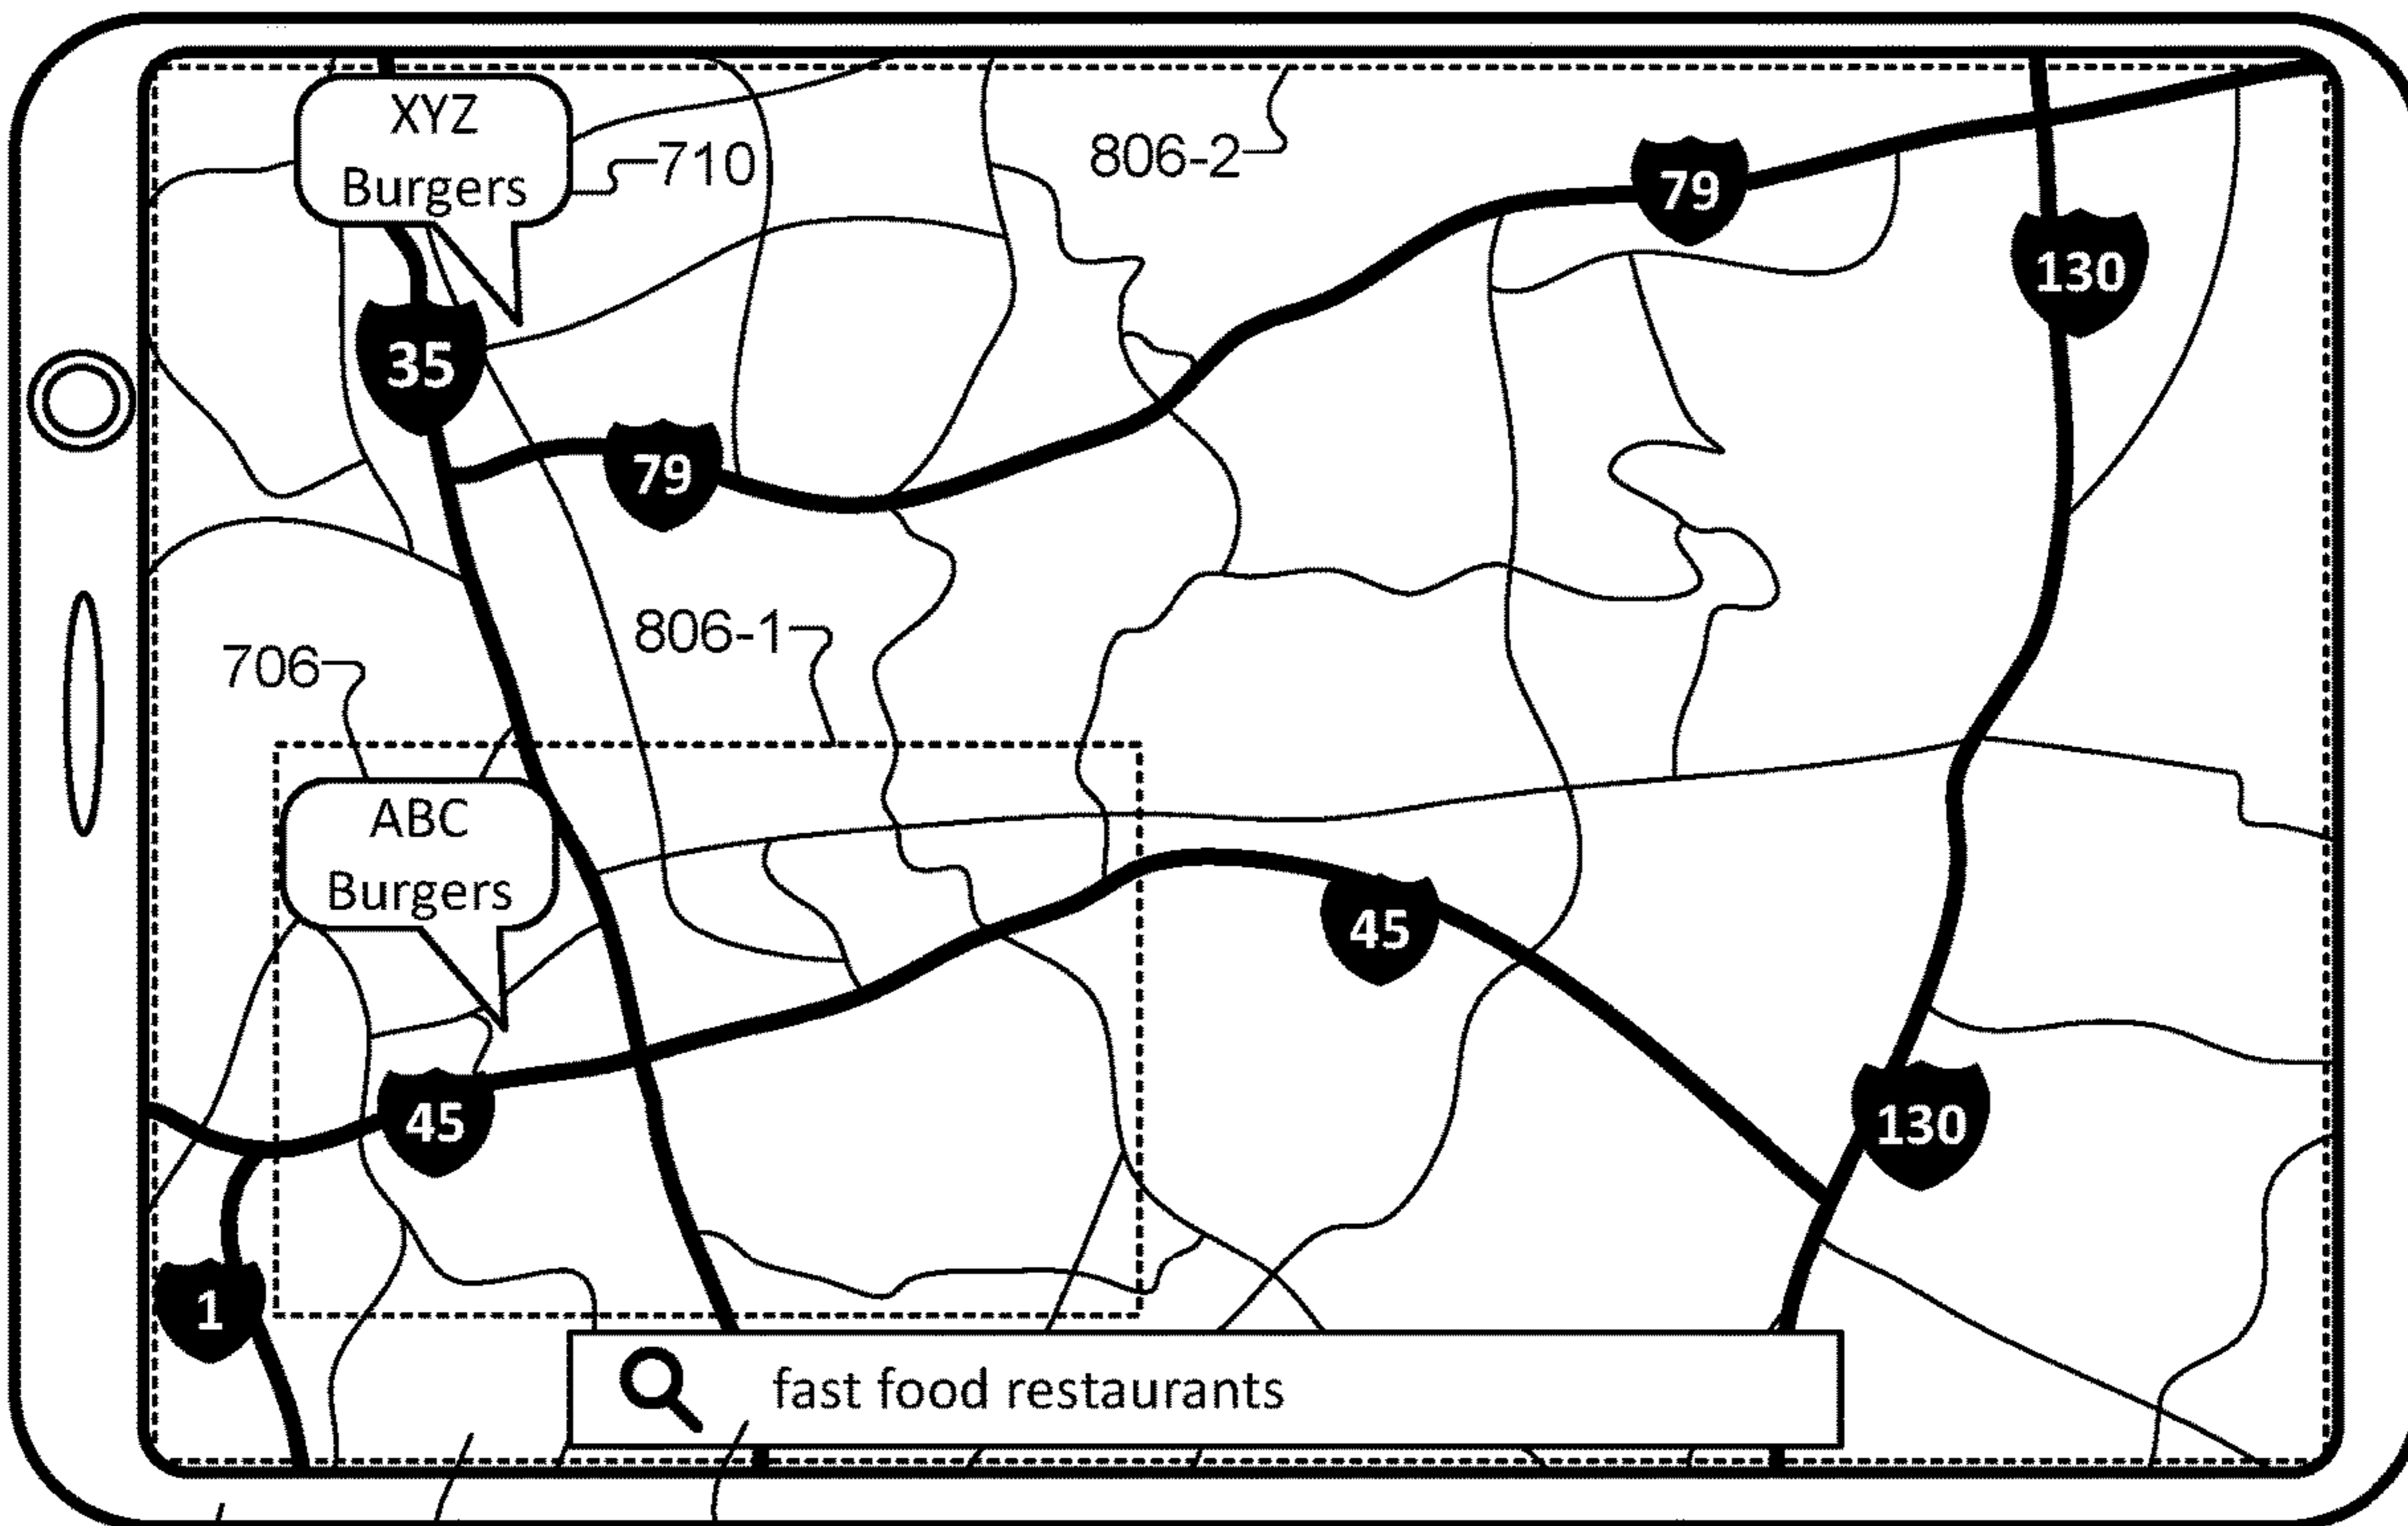 XYZ
Burgers
710
806-2
79
130
35
79
806-1
706
ABC
Burgers
45
45
130
1
fast food restaurants